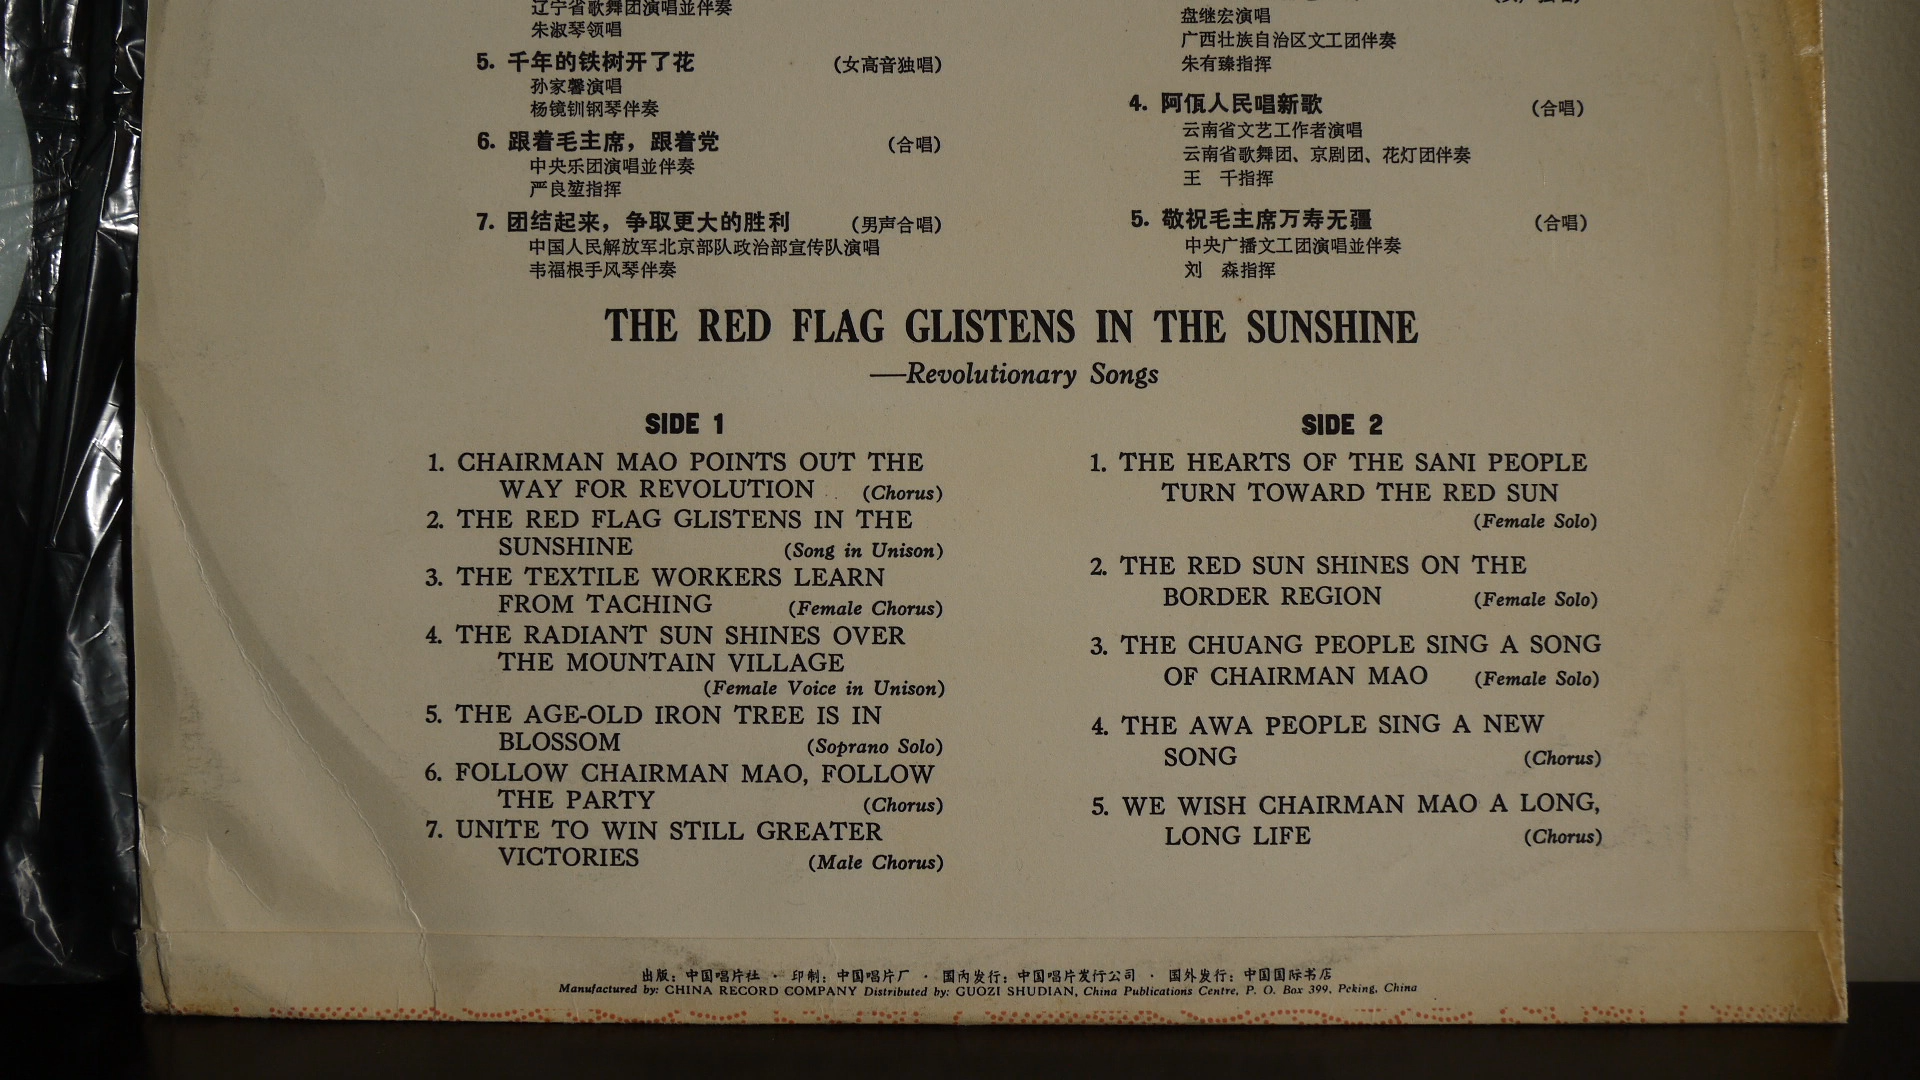 辽宁省歌舞团演唱並伴奏
朱淑琴领唱
5. 千年的铁树开了花 (女高音独唱)
孙家馨演唱
杨镜钏钢琴伴奏
6. 跟着毛主席，跟着党 (合唱)
中央乐团演唱並伴奏
严良堃指挥
7. 团结起来，争取更大的胜利 (男声合唱)
中国人民解放军北京部队政治部宣传队演唱
韦福根手风琴伴奏
盘继宏演唱
广西壮族自治区文工团伴奏
朱有臻指挥
4. 阿佤人民唱新歌 (合唱)
云南省文艺工作者演唱
云南省歌舞团、京剧团、花灯团伴奏
王 千指挥
5. 敬祝毛主席万寿无疆 (合唱)
中央广播文工团演唱並伴奏
刘 森指挥
THE RED FLAG GLISTENS IN THE SUNSHINE
—Revolutionary Songs
SIDE 1
1. CHAIRMAN MAO POINTS OUT THE
WAY FOR REVOLUTION (Chorus)
2. THE RED FLAG GLISTENS IN THE
SUNSHINE (Song in Unison)
3. THE TEXTILE WORKERS LEARN
FROM TACHING (Female Chorus)
4. THE RADIANT SUN SHINES OVER
THE MOUNTAIN VILLAGE
(Female Voice in Unison)
5. THE AGE-OLD IRON TREE IS IN
BLOSSOM (Soprano Solo)
6. FOLLOW CHAIRMAN MAO, FOLLOW
THE PARTY (Chorus)
7. UNITE TO WIN STILL GREATER
VICTORIES (Male Chorus)
SIDE 2
1. THE HEARTS OF THE SANI PEOPLE
TURN TOWARD THE RED SUN
(Female Solo)
2. THE RED SUN SHINES ON THE
BORDER REGION (Female Solo)
3. THE CHUANG PEOPLE SING A SONG
OF CHAIRMAN MAO (Female Solo)
4. THE AWA PEOPLE SING A NEW
SONG (Chorus)
5. WE WISH CHAIRMAN MAO A LONG,
LONG LIFE (Chorus)
出版：中国唱片社 · 印制：中国唱片厂 · 国内发行：中国唱片发行公司 · 国外发行：中国国际书店
Manufactured by: CHINA RECORD COMPANY Distributed by: GUOZI SHUDIAN, China Publications Centre, P. O. Box 399, Peking, China